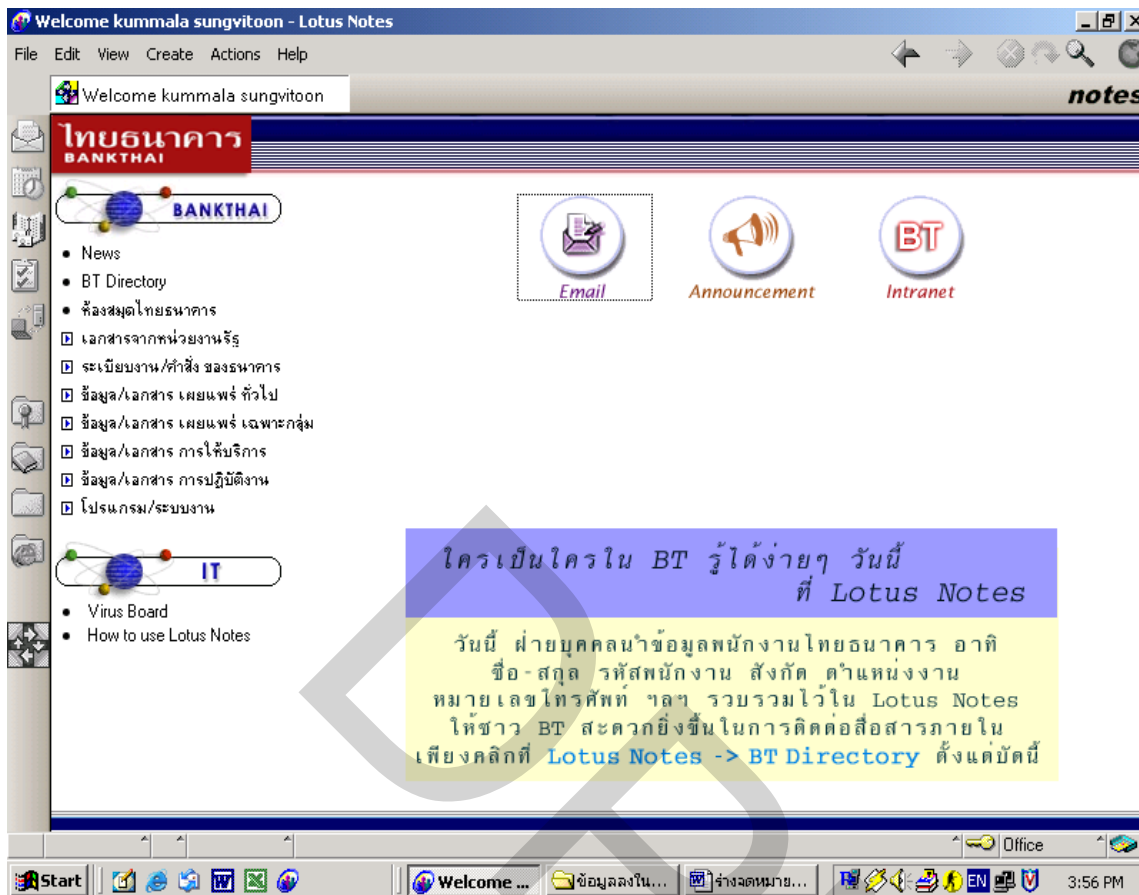 Welcome kummala sungvitoon - Lotus Notes
File Edit View Create Actions Help
Welcome kummala sungvitoon
notes
ไทยธนาคาร
BANKTHAI
BANKTHAI
News
BT Directory
ห้องสมุดไทยธนาคาร
เอกสารจากหน่วยงานรัฐ
ระเบียบงาน/คำสั่ง ของธนาคาร
ข้อมูล/เอกสาร เผยแพร่ ทั่วไป
ข้อมูล/เอกสาร เผยแพร่ เฉพาะกลุ่ม
ข้อมูล/เอกสาร การให้บริการ
ข้อมูล/เอกสาร การปฏิบัติงาน
โปรแกรม/ระบบงาน
IT
Virus Board
How to use Lotus Notes
Email
Announcement
BT
Intranet
ใครเป็นใครใน BT รู้ได้ง่ายๆ วันนี้
ที่ Lotus Notes
วันนี้ ฝ่ายบุคคลนำข้อมูลพนักงานไทยธนาคาร อาทิ
ชื่อ-สกุล รหัสพนักงาน สังกัด ตำแหน่งงาน
หมายเลขโทรศัพท์ ฯลฯ รวบรวมไว้ใน Lotus Notes
ให้ชาว BT สะดวกยิ่งขึ้นในการติดต่อสื่อสารภายใน
เพียงคลิกที่ Lotus Notes -> BT Directory ตั้งแต่บัดนี้
Office
Start
Welcome ...
ข้อมูลลงใน...
ร่างจดหมาย...
EN
3:56 PM